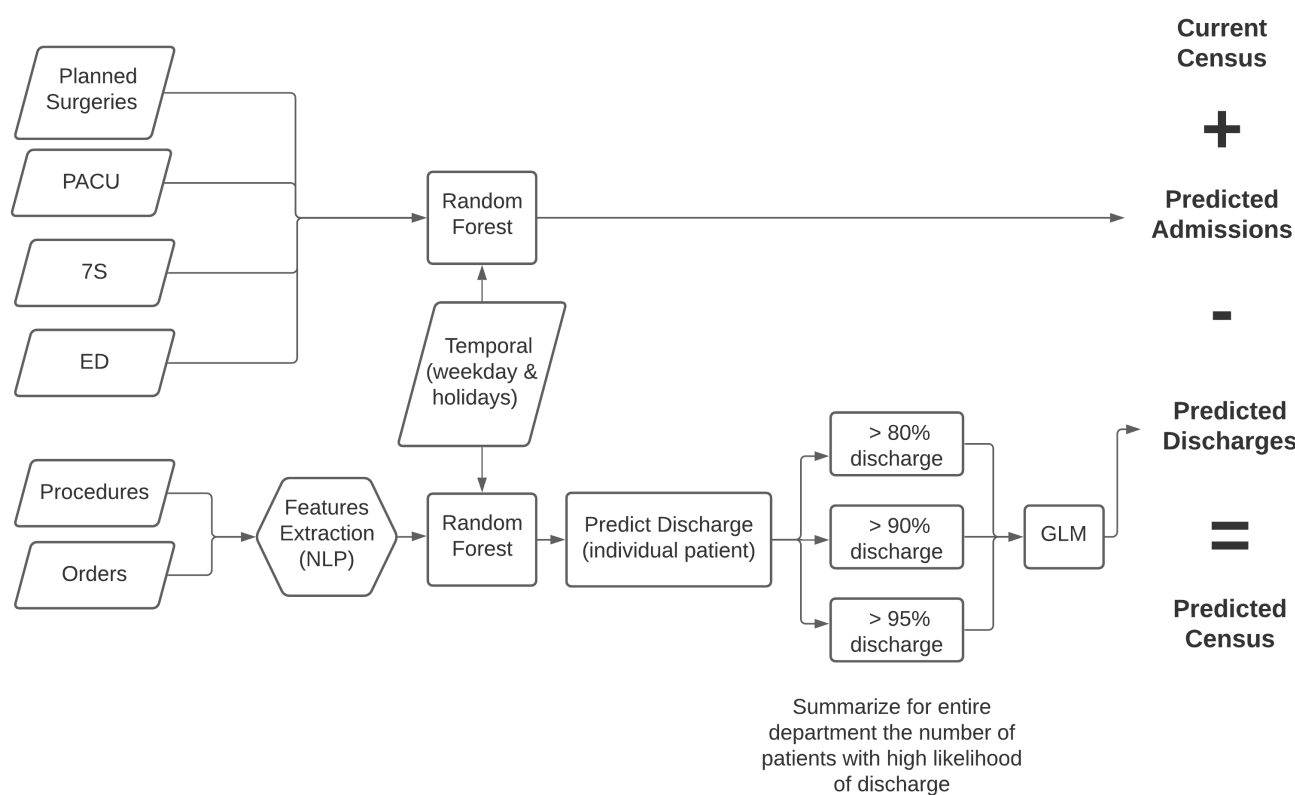 Planned
Surgeries
PACU
7S
ED
Random
Forest
Temporal
(weekday &
holidays)
Procedures
Orders
Features
Extraction
(NLP)
Random
Forest
Predict Discharge
(individual patient)
> 80%
discharge
> 90%
discharge
> 95%
discharge
GLM
Summarize for entire
department the number of
patients with high likelihood
of discharge
Current
Census
+
Predicted
Admissions
-
Predicted
Discharges
=
Predicted
Census